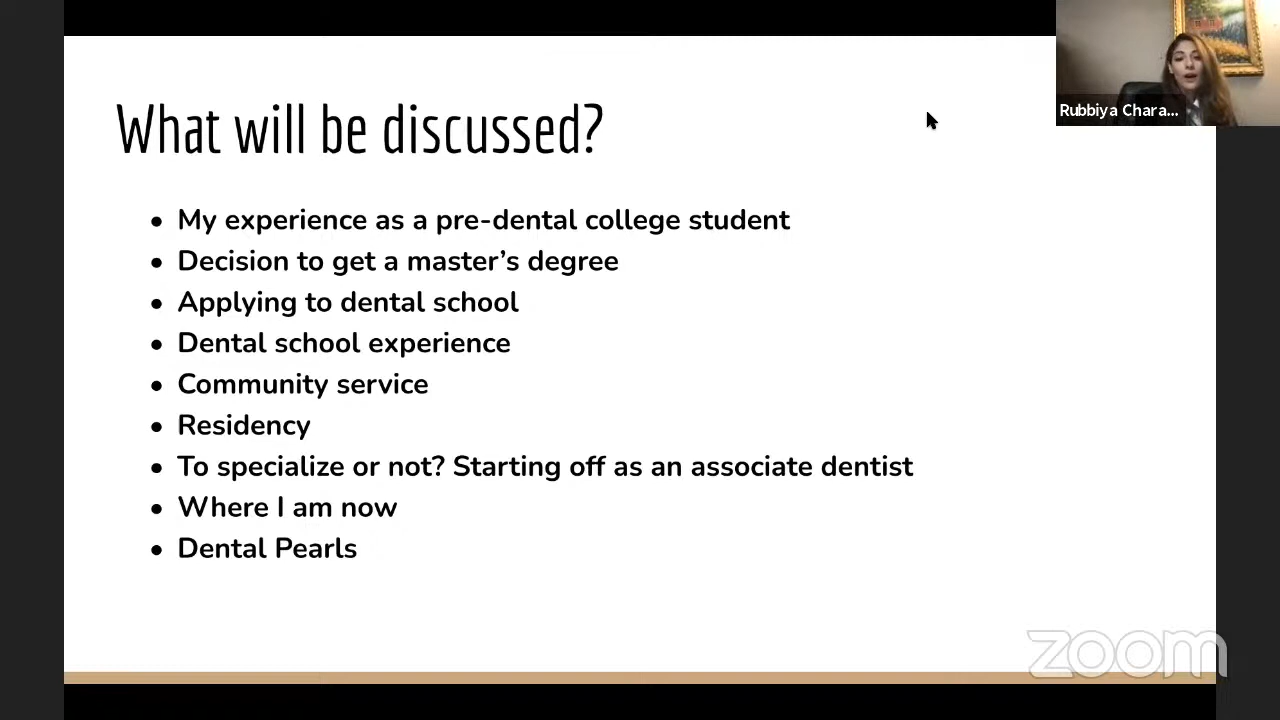 What will be discussed?
Rubbiya Chara...
• My experience as a pre-dental college student
• Decision to get a master's degree
• Applying to dental school
• Dental school experience
• Community service
• Residency
• To specialize or not? Starting off as an associate dentist
• Where I am now
• Dental Pearls
zoom